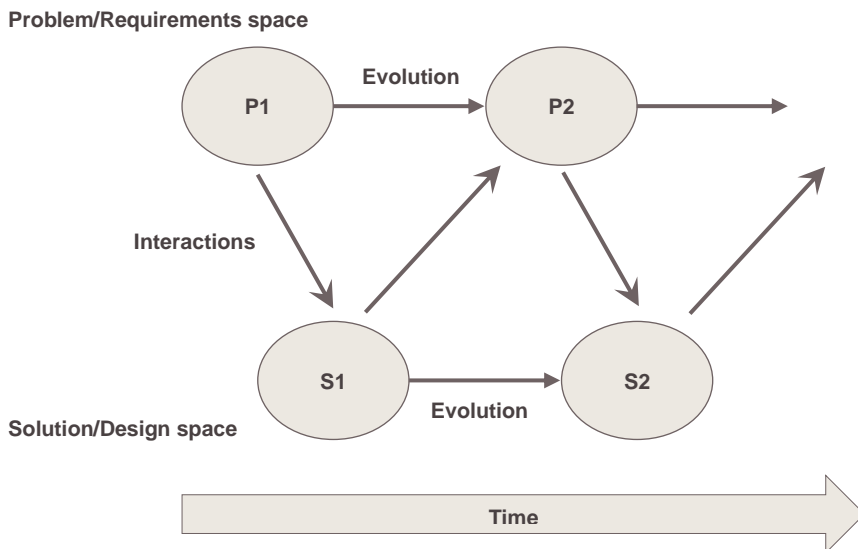 Problem/Requirements space
Evolution
P1
P2
Interactions
S1
S2
Evolution
Solution/Design space
Time